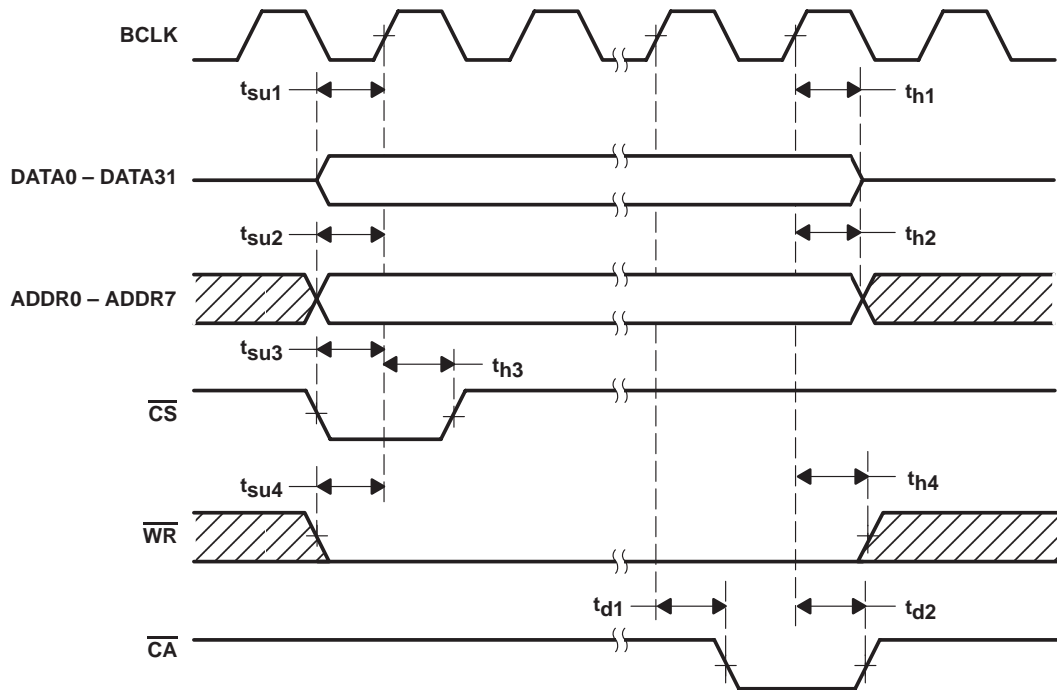 BCLK
tsu1
th1
DATA0 – DATA31
tsu2
th2
ADDR0 – ADDR7
tsu3
th3
CS
tsu4
th4
WR
td1
td2
CA